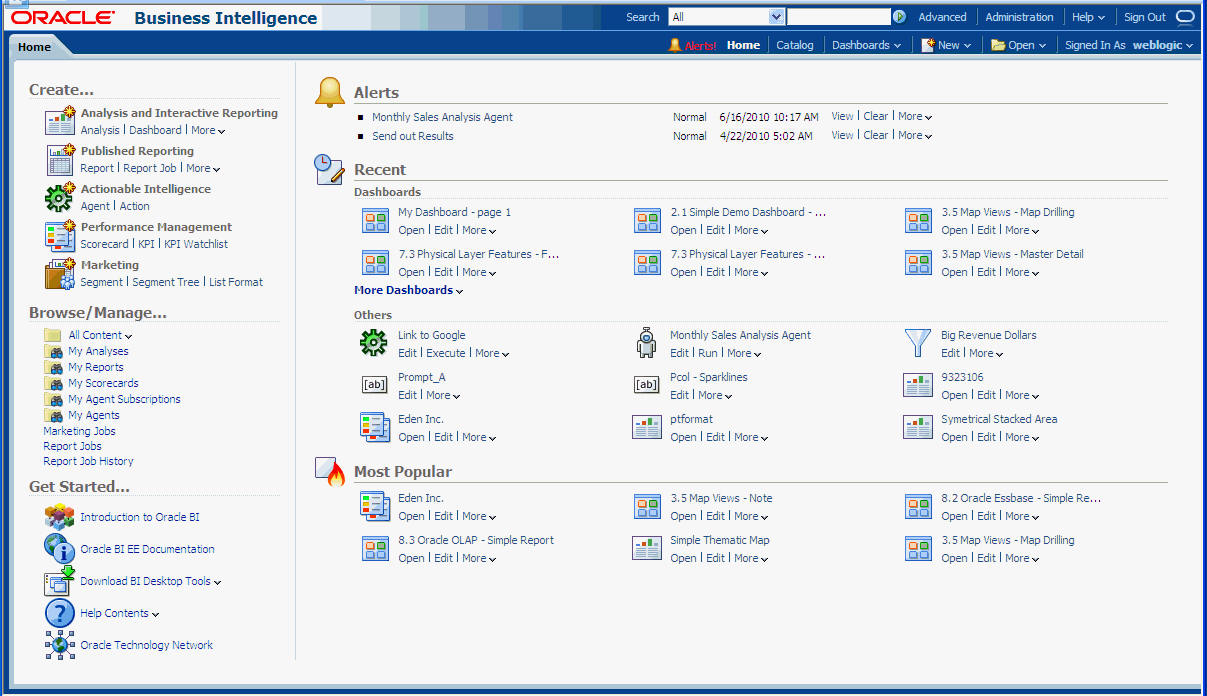 ORACLE Business Intelligence Search All Advanced Administration Help Sign Out
Home Alerts! Home Catalog Dashboards New Open Signed In As weblogic
Create...
Analysis and Interactive Reporting
Analysis | Dashboard | More
Published Reporting
Report | Report Job | More
Actionable Intelligence
Agent | Action
Performance Management
Scorecard | KPI | KPI Watchlist
Marketing
Segment | Segment Tree | List Format
Browse/Manage...
All Content
My Analyses
My Reports
My Scorecards
My Agent Subscriptions
My Agents
Marketing Jobs
Report Jobs
Report Job History
Get Started...
Introduction to Oracle BI
Oracle BI EE Documentation
Download BI Desktop Tools
Help Contents
Oracle Technology Network
Alerts
Monthly Sales Analysis Agent Normal 6/16/2010 10:17 AM View | Clear | More
Send out Results Normal 4/22/2010 5:02 AM View | Clear | More
Recent
Dashboards
My Dashboard - page 1 2.1 Simple Demo Dashboard - ... 3.5 Map Views - Map Drilling
Open | Edit | More Open | Edit | More Open | Edit | More
7.3 Physical Layer Features - F... 7.3 Physical Layer Features - ... 3.5 Map Views - Master Detail
Open | Edit | More Open | Edit | More Open | Edit | More
More Dashboards
Others
Link to Google Monthly Sales Analysis Agent Big Revenue Dollars
Edit | Execute | More Edit | Run | More Edit | More
[ab] Prompt_A [ab] Pcol - Sparklines 9323106
Edit | More Edit | More Open | Edit | More
Eden Inc. ptformat Symetrical Stacked Area
Open | Edit | More Open | Edit | More Open | Edit | More
Most Popular
Eden Inc. 3.5 Map Views - Note 8.2 Oracle Essbase - Simple Re...
Open | Edit | More Open | Edit | More Open | Edit | More
8.3 Oracle OLAP - Simple Report Simple Thematic Map 3.5 Map Views - Map Drilling
Open | Edit | More Open | Edit | More Open | Edit | More